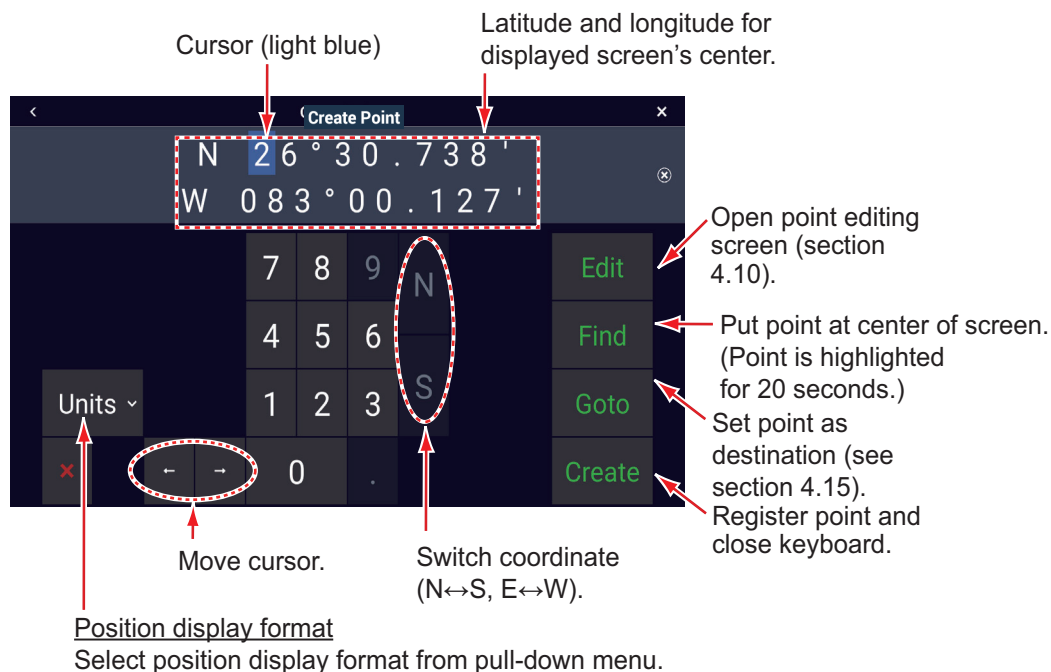 Latitude and longitude for
Cursor (light blue)
displayed screen's center.
Create Point
N 26°30.738'
W 083°00.127'
Open point editing
screen (section
4.10).
7 8 9 N
Edit
4 5 6
Find
Put point at center of screen.
(Point is highlighted
for 20 seconds.)
Units
1 2 3 S
Goto
Set point as
destination (see
section 4.15).
← → 0 .
Create
Register point and
close keyboard.
Move cursor.
Switch coordinate
(N↔S, E↔W).
Position display format
Select position display format from pull-down menu.